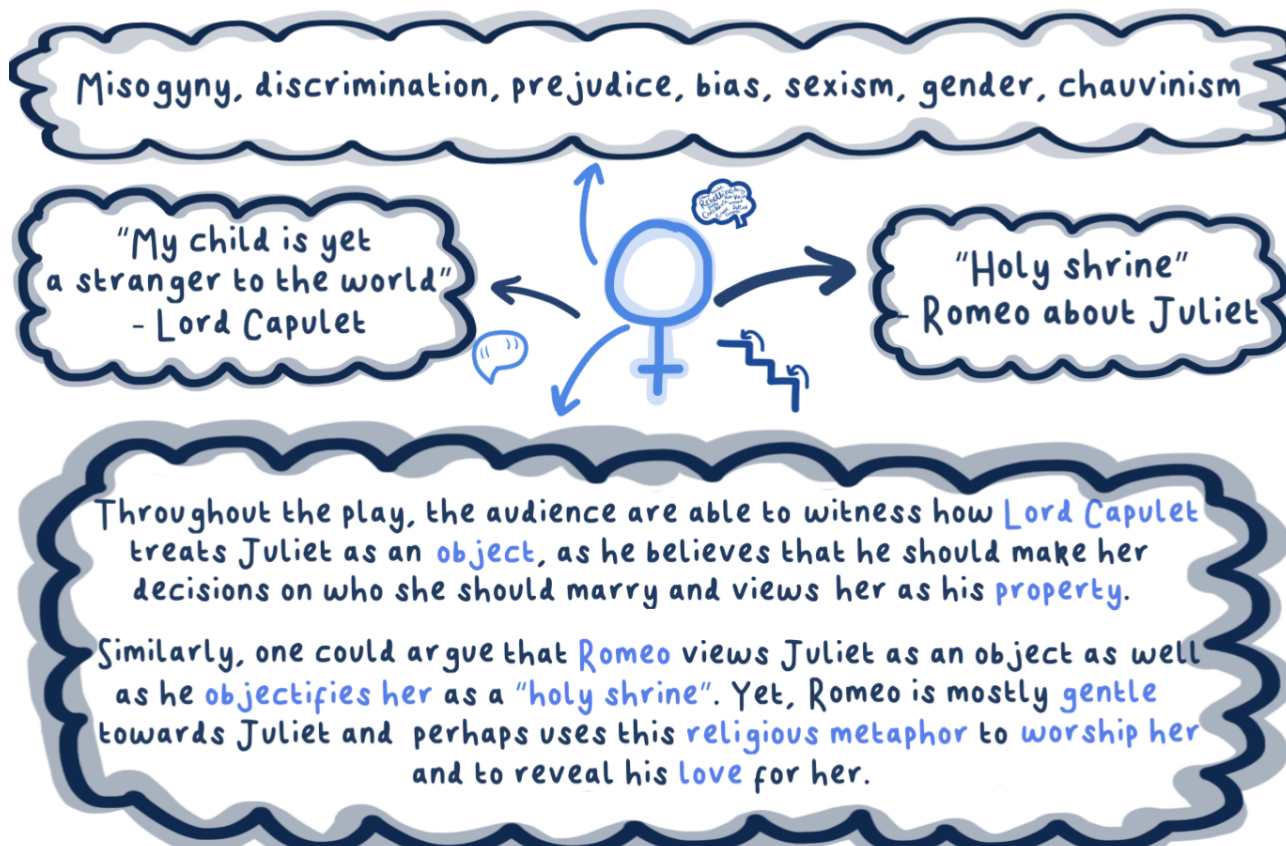 Misogyny, discrimination, prejudice, bias, sexism, gender, chauvinism
"My child is yet
a stranger to the world"
- Lord Capulet
"Holy shrine"
- Romeo about Juliet
Throughout the play, the audience are able to witness how Lord Capulet
treats Juliet as an object, as he believes that he should make her
decisions on who she should marry and views her as his property.
Similarly, one could argue that Romeo views Juliet as an object as well
as he objectifies her as a "holy shrine". Yet, Romeo is mostly gentle
towards Juliet and perhaps uses this religious metaphor to worship her
and to reveal his love for her.